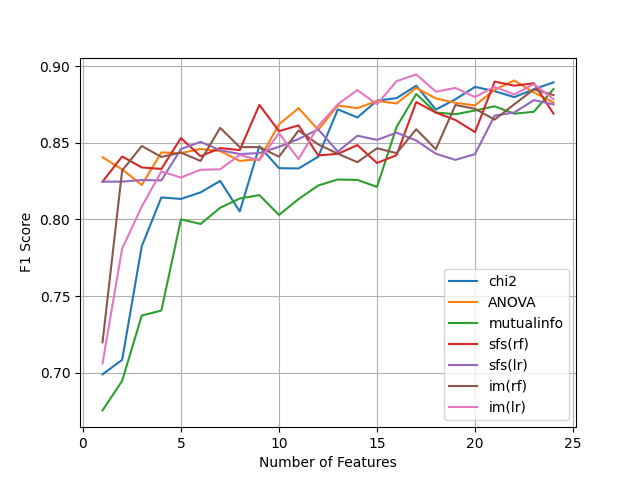 0.90
0.85
0.80
0.75
0.70
F1 Score
0
5
10
15
20
25
Number of Features
chi2
ANOVA
mutualinfo
sfs(rf)
sfs(lr)
im(rf)
im(lr)